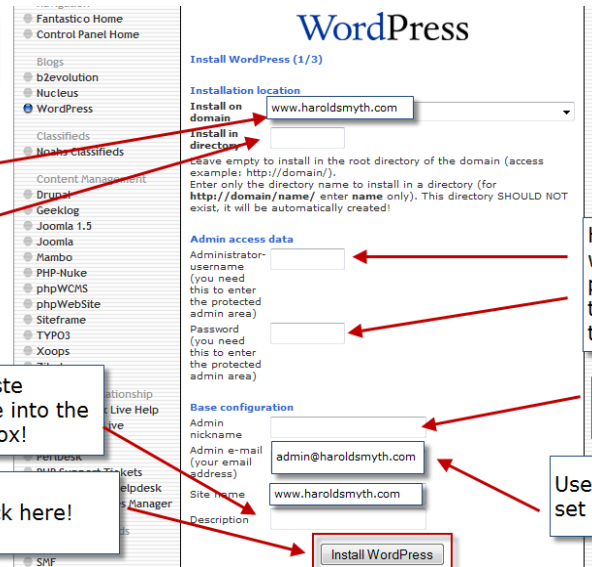 Fantastico Home
Control Panel Home
Blogs
b2evolution
Nucleus
WordPress
Classifieds
Noahs Classifieds
Content Management
Drupal
Geeklog
Joomla 1.5
Joomla
Mambo
PHP-Nuke
phpWCMS
phpWebSite
Siteframe
TYPO3
Xoops
ationship
Live Help
ive
PHP Support Tickets
elpdesk
s Manager
ds
SMF
WordPress
Install WordPress (1/3)
Installation location
Install on
domain
www.haroldsmyth.com
Install in
directory
Leave empty to install in the root directory of the domain (access
example: http://domain/).
Enter only the directory name to install in a directory (for
http://domain/name/ enter name only). This directory SHOULD NOT
exist, it will be automatically created!
Admin access data
Administrator-
username
(you need
this to enter
the protected
admin area)
Password
(you need
this to enter
the protected
admin area)
Base configuration
Admin
nickname
Admin e-mail
(your email
address)
admin@haroldsmyth.com
Site name
www.haroldsmyth.com
Description
Install WordPress
ste
e into the
ox!
k here!
Use
set